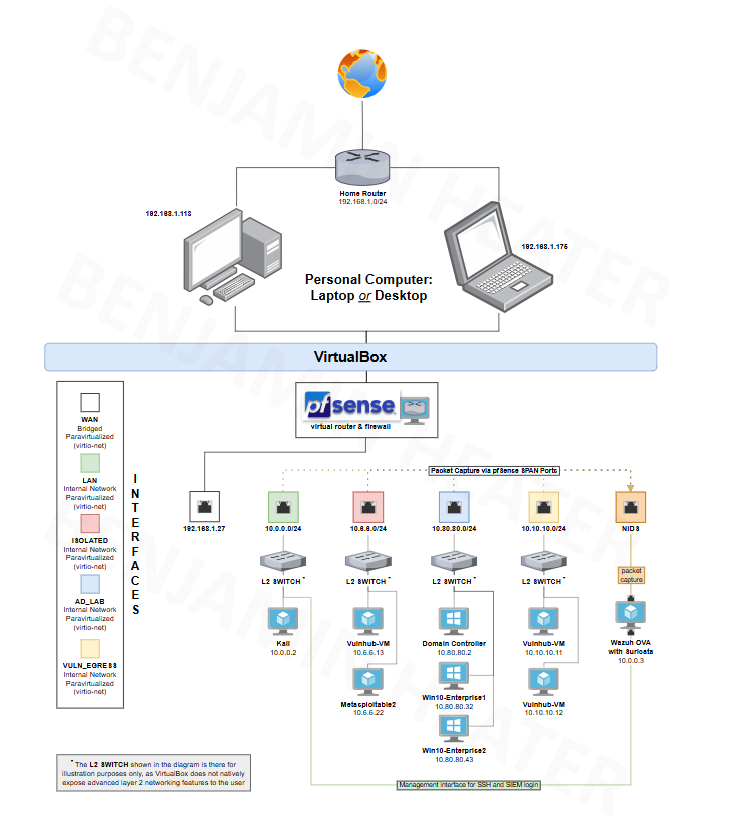 BENJAMIN HEATER
Home Router
192.168.1.0/24
192.168.1.113
192.168.1.175
Personal Computer:
Laptop or Desktop
BENJAMIN HEATER
VirtualBox
pfsense
virtual router & firewall
WAN
Bridged
Paravirtualized
(virtio-net)
LAN
Internal Network
Paravirtualized
(virtio-net)
ISOLATED
Internal Network
Paravirtualized
(virtio-net)
AD_LAB
Internal Network
Paravirtualized
(virtio-net)
VULN_EGRESS
Internal Network
Paravirtualized
(virtio-net)
INTERFACES
Packet Capture via pfSense SPAN Ports
192.168.1.27
10.0.0.0/24
10.6.6.0/24
10.80.80.0/24
10.10.10.0/24
NIDS
L2 SWITCH *
L2 SWITCH *
L2 SWITCH *
L2 SWITCH *
packet
capture
Kali
10.0.0.2
Vulnhub-VM
10.6.6.13
Domain Controller
10.80.80.2
Vulnhub-VM
10.10.10.11
Wazuh OVA
with Suricata
10.0.0.3
Metasploitable2
10.6.6.22
Win10-Enterprise1
10.80.80.32
Vulnhub-VM
10.10.10.12
Win10-Enterprise2
10.80.80.43
BENJAMIN HEATER
* The L2 SWITCH shown in the diagram is there for
illustration purposes only, as VirtualBox does not natively
expose advanced layer 2 networking features to the user
Management interface for SSH and SIEM login